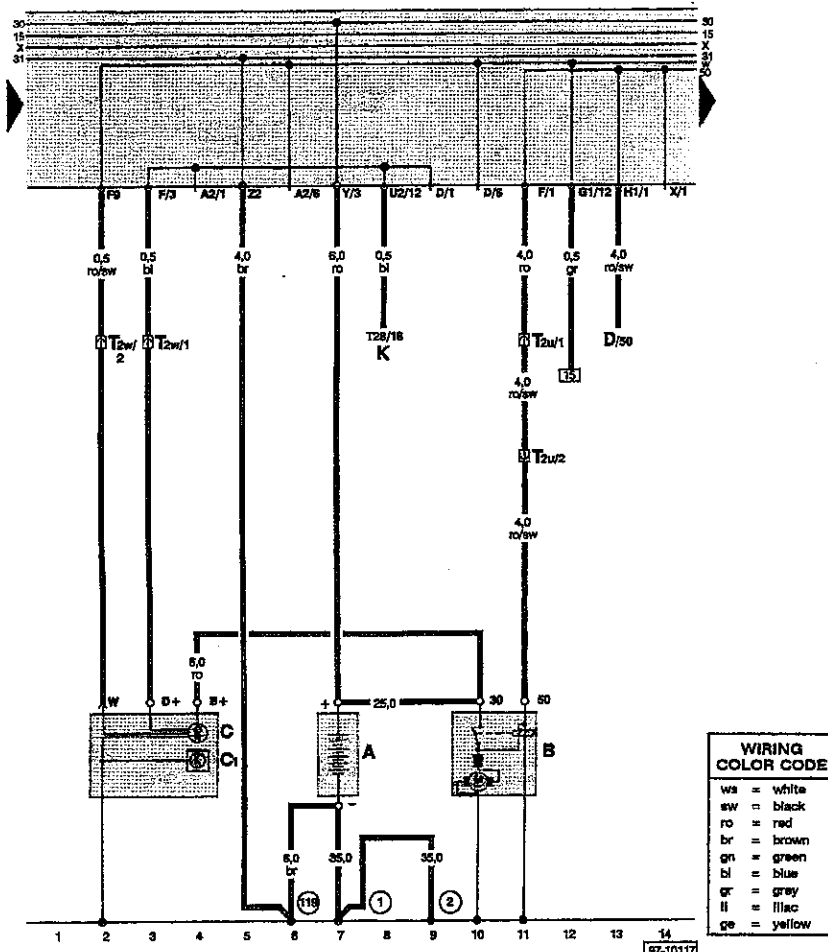 30 30
15 15
X X
31 31
W
50
F9 F/3 A2/1 Z2 A2/6 Y/3 U2/12 D/1 D/6 F/1 G1/12 H1/1 X/1
0,5 0,5 4,0 6,0 0,5 4,0 0,5 4,0
ro/sw bl br ro bl ro gr ro/sw
T2w/ T2w/1 T28/16 T2u/1 D/50
2 K
15
4,0
ro/sw
T2u/2
4,0
ro/sw
6,0
ro
W D+ B+ + 25,0 30 50
C A B
C1
-
6,0 35,0 35,0
br
119 1 2
1 2 3 4 5 6 7 8 9 10 11 12 13 14
97-10117
WIRING
COLOR CODE
ws = white
sw = black
ro = red
br = brown
gn = green
bl = blue
gr = grey
li = lilac
ge = yellow